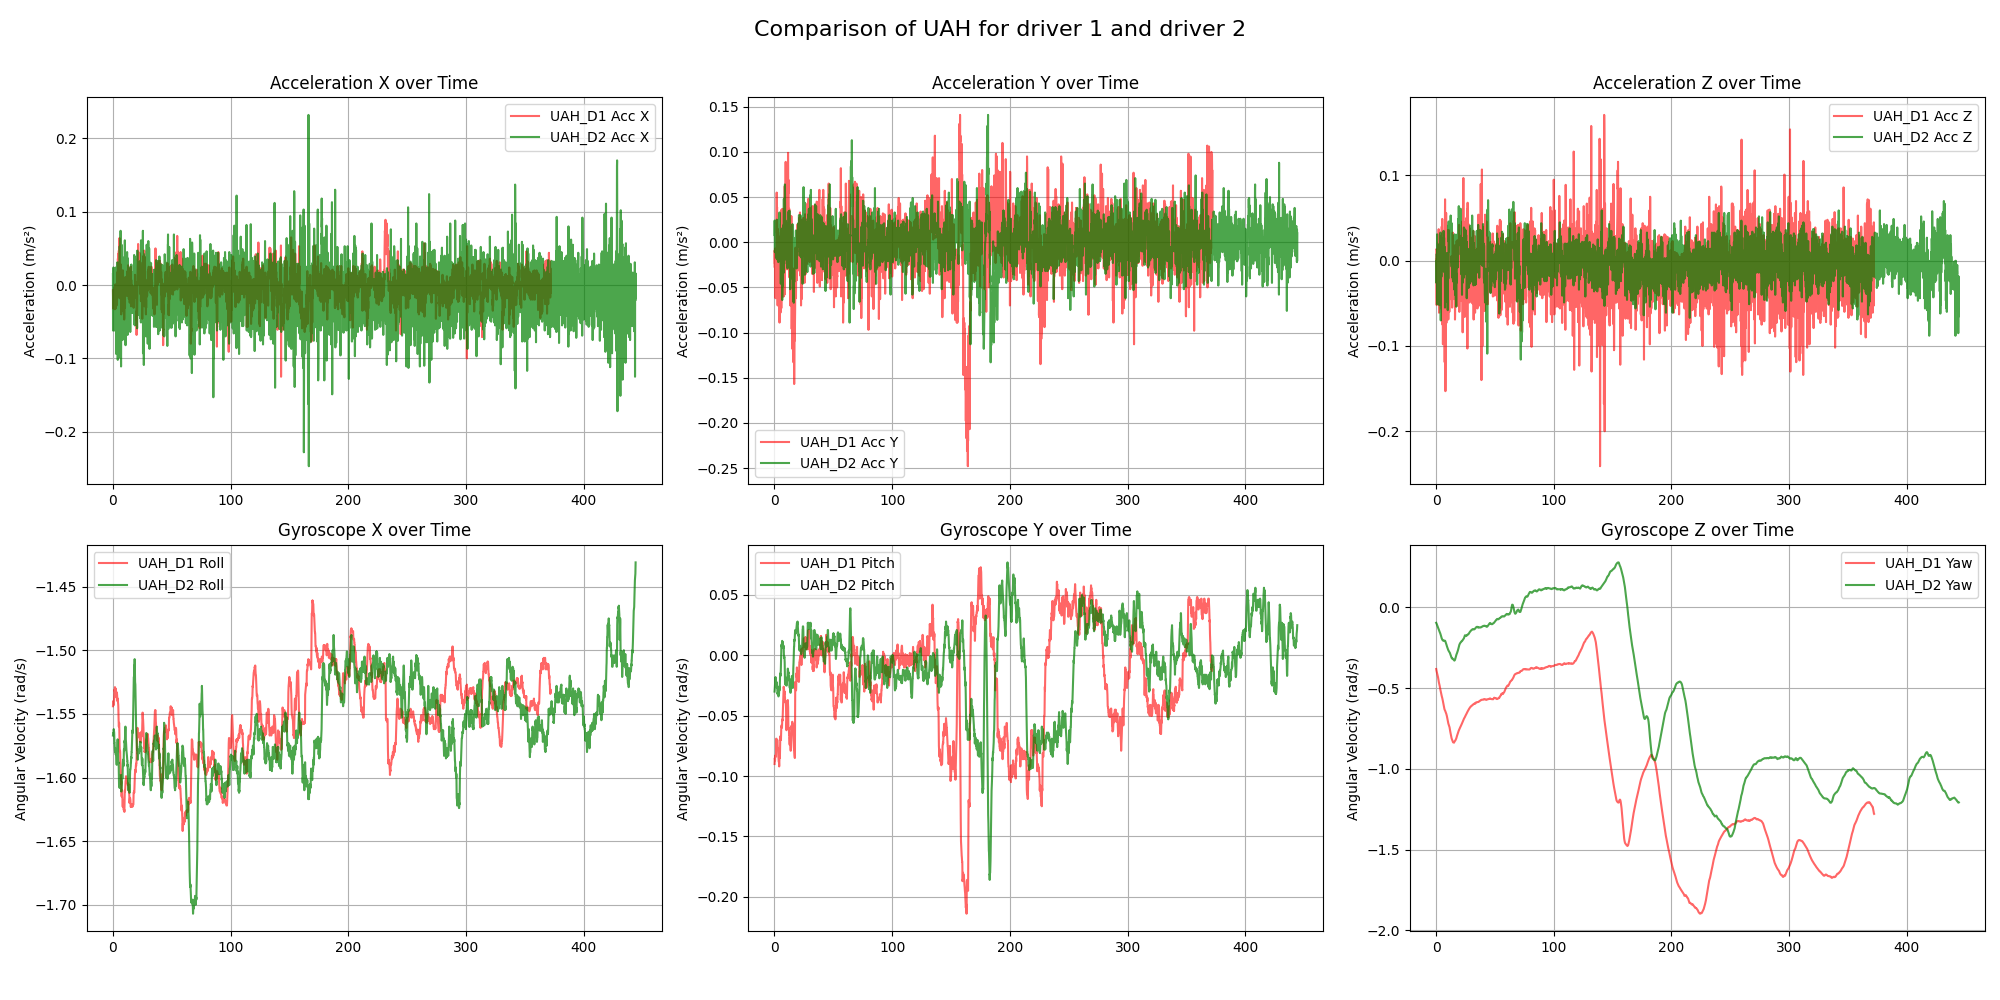 Comparison of UAH for driver 1 and driver 2
Acceleration X over Time
Acceleration (m/s²)
0.2
0.1
0.0
−0.1
−0.2
UAH_D1 Acc X
UAH_D2 Acc X
0 100 200 300 400
Acceleration Y over Time
Acceleration (m/s²)
0.15
0.10
0.05
0.00
−0.05
−0.10
−0.15
−0.20
−0.25
UAH_D1 Acc Y
UAH_D2 Acc Y
0 100 200 300 400
Acceleration Z over Time
Acceleration (m/s²)
0.1
0.0
−0.1
−0.2
UAH_D1 Acc Z
UAH_D2 Acc Z
0 100 200 300 400
Gyroscope X over Time
Angular Velocity (rad/s)
−1.45
−1.50
−1.55
−1.60
−1.65
−1.70
UAH_D1 Roll
UAH_D2 Roll
0 100 200 300 400
Gyroscope Y over Time
Angular Velocity (rad/s)
0.05
0.00
−0.05
−0.10
−0.15
−0.20
UAH_D1 Pitch
UAH_D2 Pitch
0 100 200 300 400
Gyroscope Z over Time
Angular Velocity (rad/s)
0.0
−0.5
−1.0
−1.5
−2.0
UAH_D1 Yaw
UAH_D2 Yaw
0 100 200 300 400